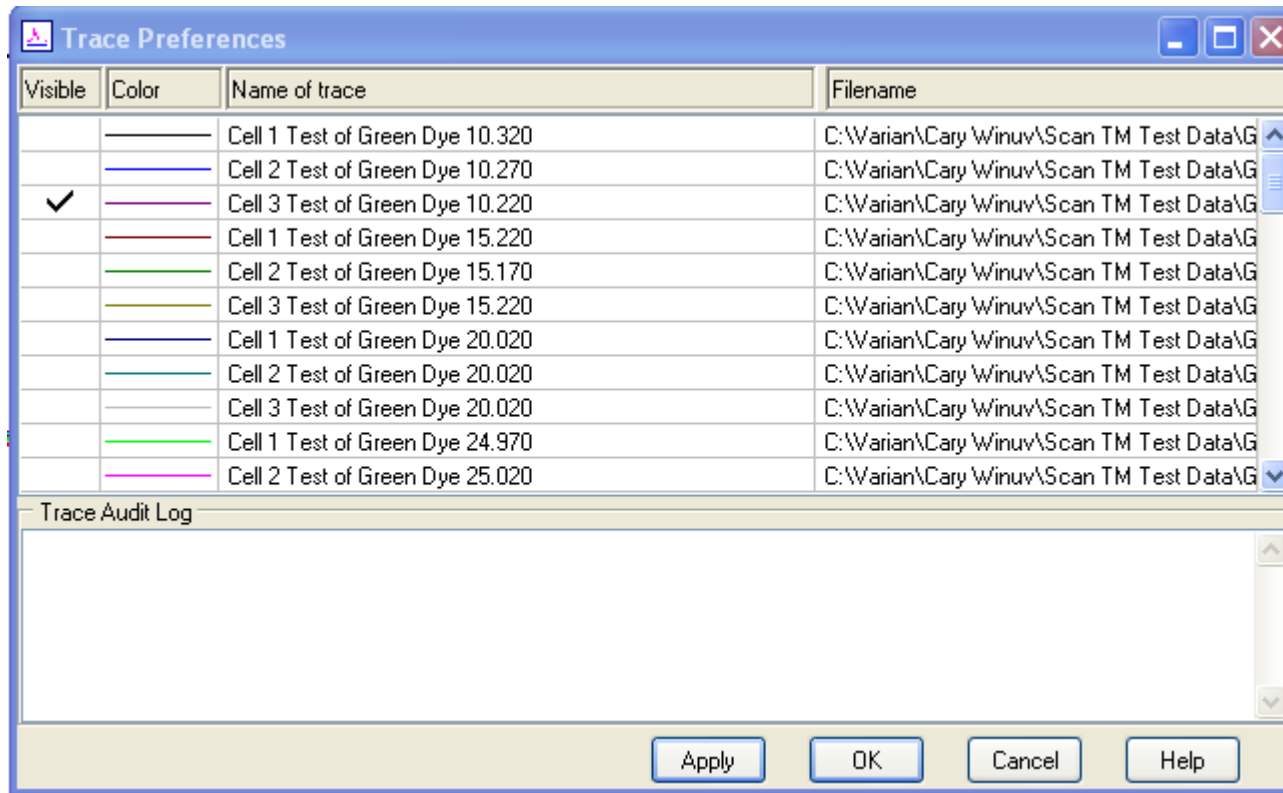 Trace Preferences
Visible Color Name of trace Filename
Cell 1 Test of Green Dye 10.320 C:\Varian\Cary Winuv\Scan TM Test Data\G
Cell 2 Test of Green Dye 10.270 C:\Varian\Cary Winuv\Scan TM Test Data\G
Cell 3 Test of Green Dye 10.220 C:\Varian\Cary Winuv\Scan TM Test Data\G
Cell 1 Test of Green Dye 15.220 C:\Varian\Cary Winuv\Scan TM Test Data\G
Cell 2 Test of Green Dye 15.170 C:\Varian\Cary Winuv\Scan TM Test Data\G
Cell 3 Test of Green Dye 15.220 C:\Varian\Cary Winuv\Scan TM Test Data\G
Cell 1 Test of Green Dye 20.020 C:\Varian\Cary Winuv\Scan TM Test Data\G
Cell 2 Test of Green Dye 20.020 C:\Varian\Cary Winuv\Scan TM Test Data\G
Cell 3 Test of Green Dye 20.020 C:\Varian\Cary Winuv\Scan TM Test Data\G
Cell 1 Test of Green Dye 24.970 C:\Varian\Cary Winuv\Scan TM Test Data\G
Cell 2 Test of Green Dye 25.020 C:\Varian\Cary Winuv\Scan TM Test Data\G
Trace Audit Log
Apply OK Cancel Help